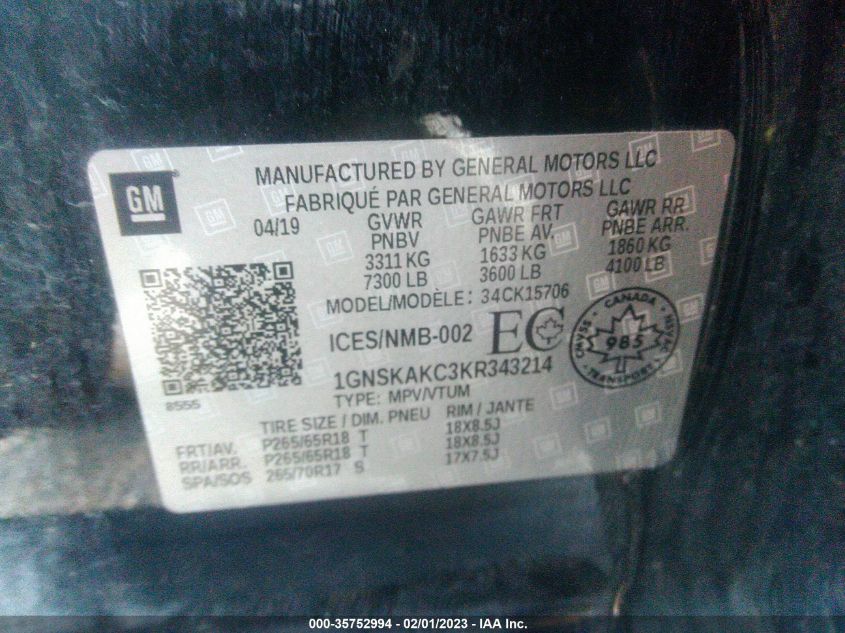 GM
MANUFACTURED BY GENERAL MOTORS LLC
FABRIQUÉ PAR GENERAL MOTORS LLC
04/19 GVWR GAWR FRT GAWR RR
PNBV PNBE AV. PNBE ARR.
3311 KG 1633 KG 1860 KG
7300 LB 3600 LB 4100 LB
MODEL/MODÈLE: 34CK15706
ICES/NMB-002 EC
CANADA
985
TRANSPORT
1GNSKAKC3KR343214
TYPE: MPV/VTUM
8555
TIRE SIZE / DIM. PNEU RIM / JANTE
FRT/AV. P265/65R18 T 18X8.5J
RR/ARR. P265/65R18 T 18X8.5J
SPA/SOS 265/70R17 S 17X7.5J
000-35752994 – 02/01/2023 – IAA Inc.